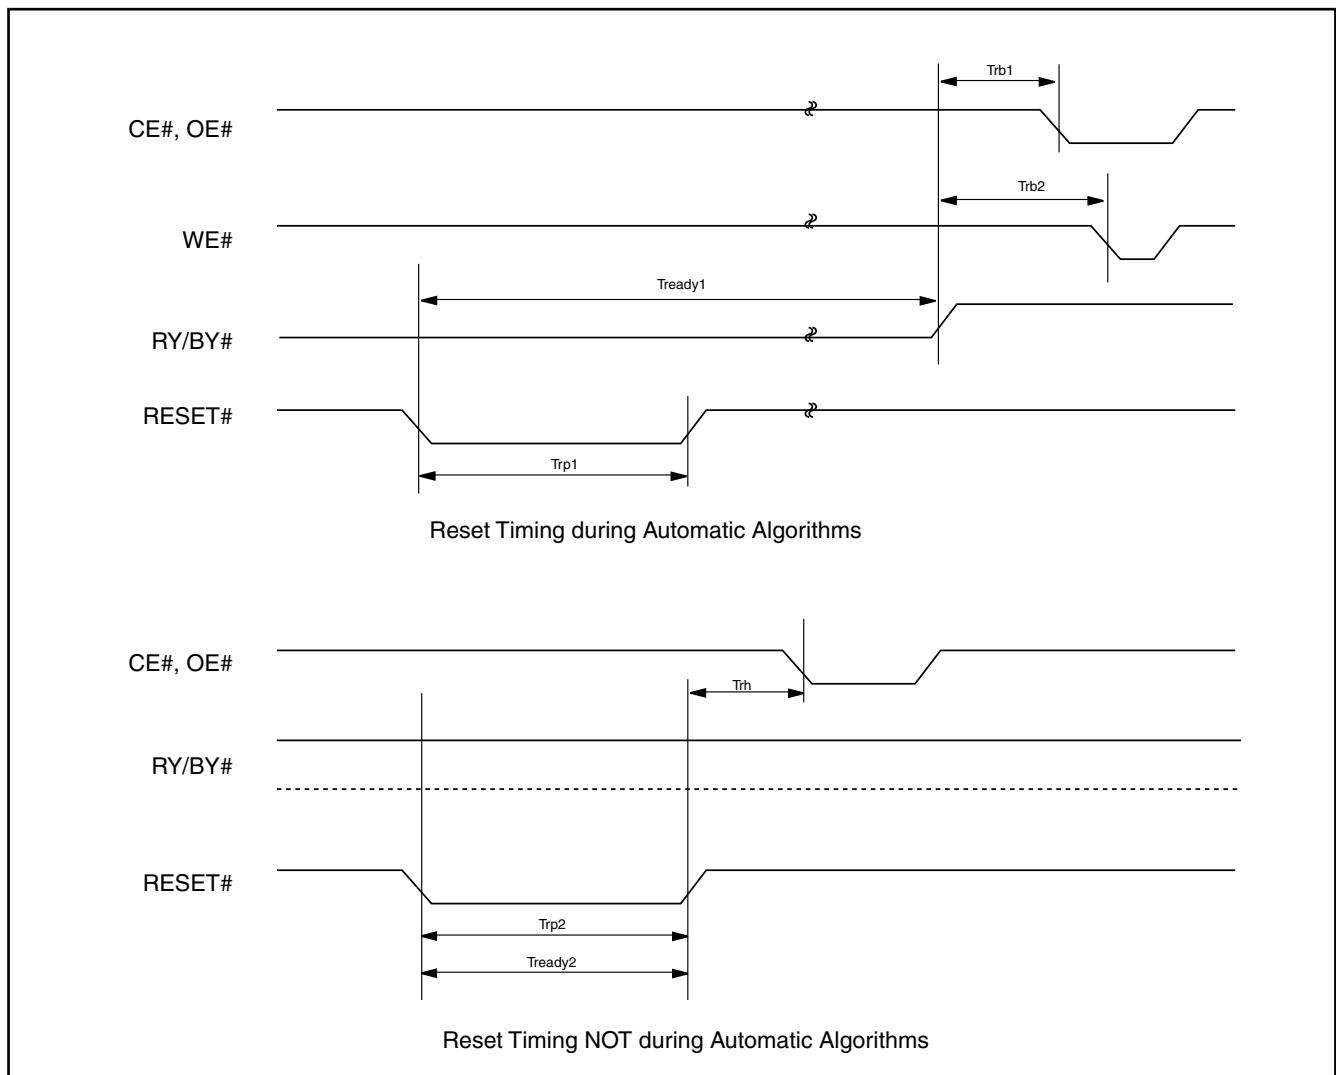 Trb1
CE#, OE#
Trb2
WE#
Tready1
RY/BY#
RESET#
Trp1
Reset Timing during Automatic Algorithms
CE#, OE#
Trh
RY/BY#
RESET#
Trp2
Tready2
Reset Timing NOT during Automatic Algorithms